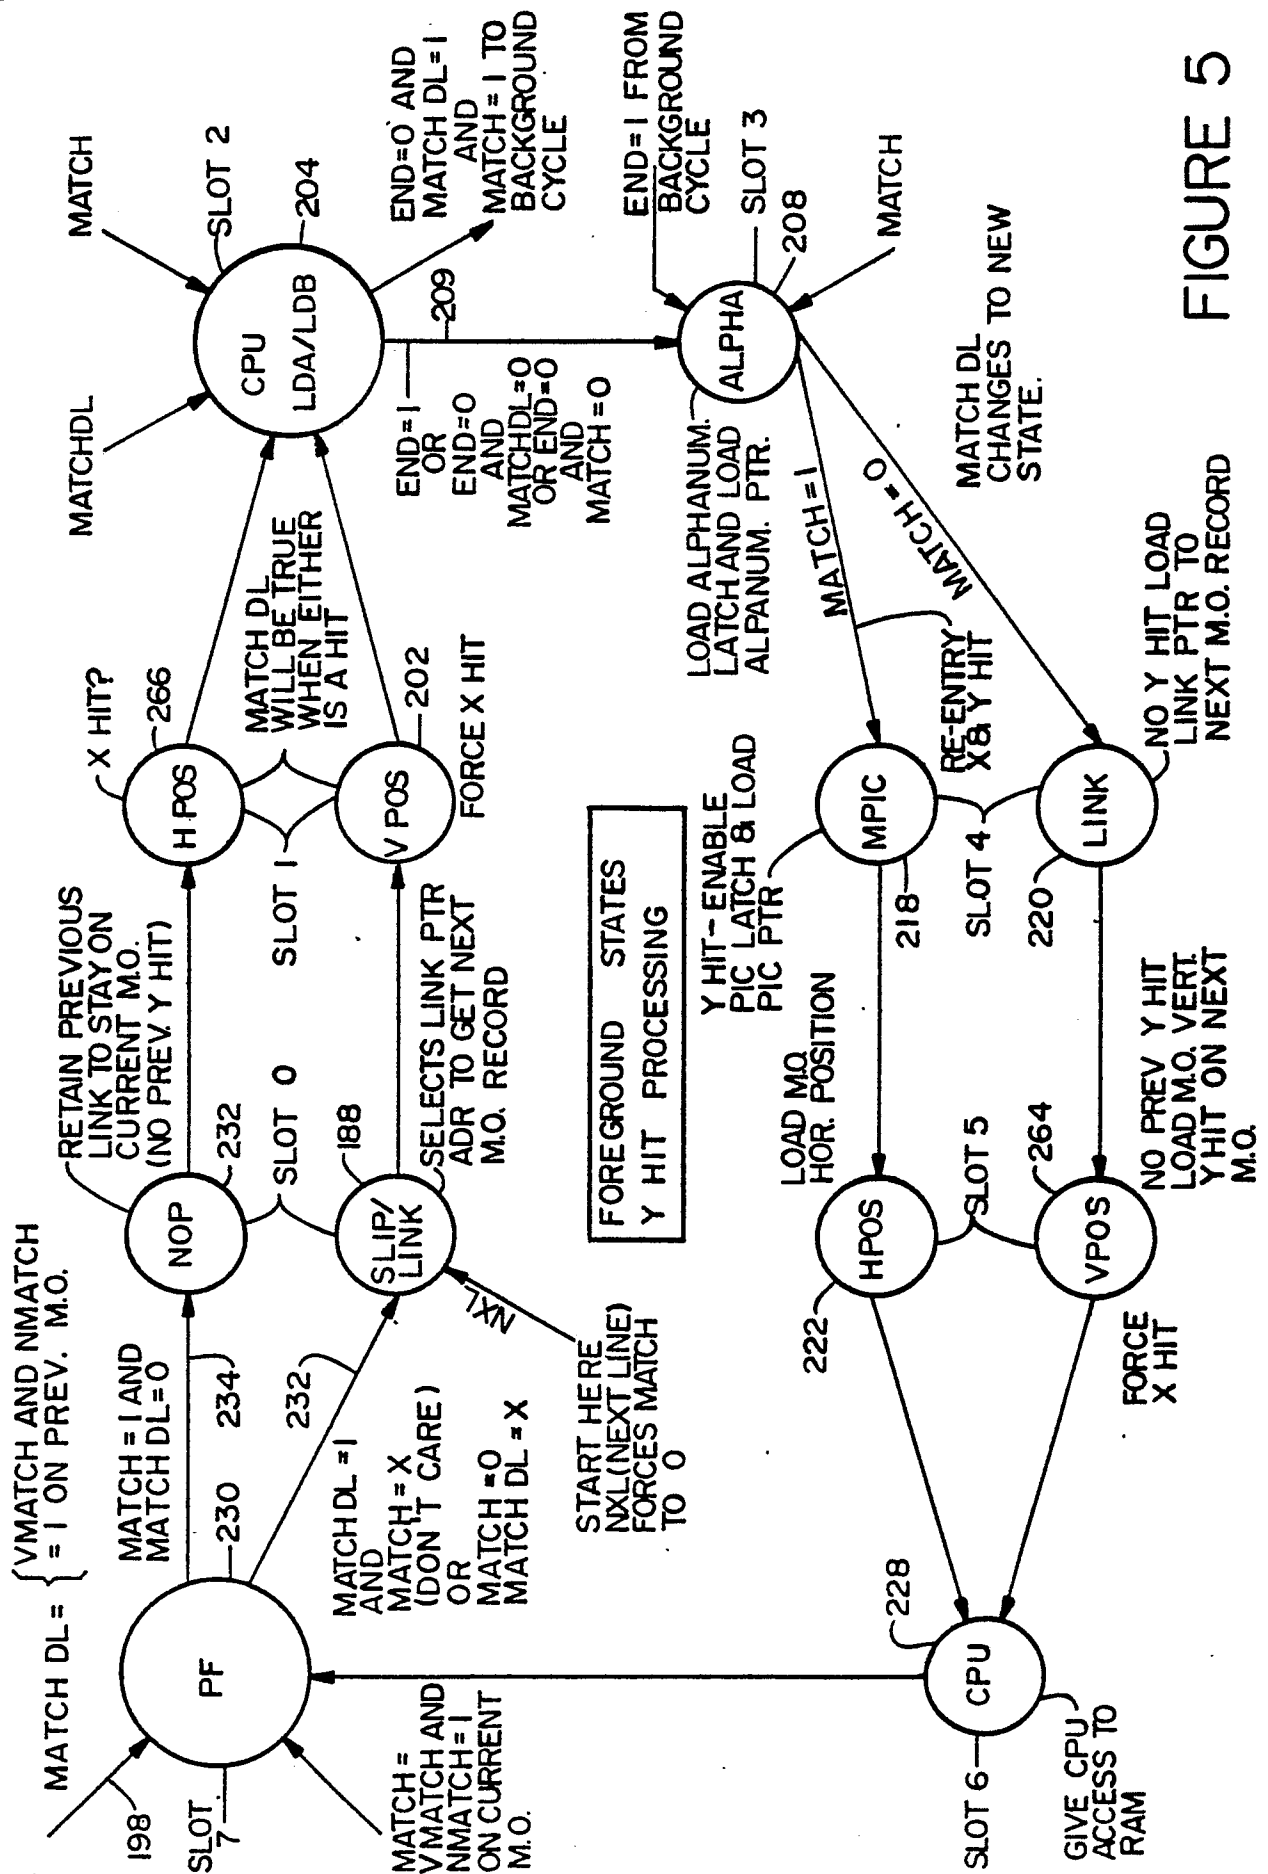 MATCH DL = {VMATCH AND NMATCH
= 1 ON PREV. M.O.
198
SLOT
7
PF
230
MATCH =
VMATCH AND
NMATCH = 1
ON CURRENT
M.O.
MATCH = 1 AND
MATCH DL = 0
234
232
MATCH DL = 1
AND
MATCH = X
(DON'T CARE)
OR
MATCH = 0
MATCH DL = X
RETAIN PREVIOUS
LINK TO STAY ON
CURRENT M.O.
(NO PREV. Y HIT)
NOP
232
SLOT 0
188
SLIP/
LINK
SELECTS LINK PTR
ADR TO GET NEXT
M.O. RECORD
NXL
START HERE
NXL (NEXT LINE)
FORCES MATCH
TO 0
X HIT?
266
H POS
SLOT 1
MATCH DL
WILL BE TRUE
WHEN EITHER
IS A HIT
V POS
202
FORCE X HIT
MATCHDL
MATCH
SLOT 2
204
CPU
LDA/LDB
END=0 AND
MATCH DL=1
AND
MATCH = 1 TO
BACKGROUND
CYCLE
209
END=1
OR
END=0
AND
MATCHDL=0
OR END=0
AND
MATCH=0
END=1 FROM
BACKGROUND
CYCLE
SLOT 3
208
ALPHA
MATCH
LOAD ALPHANUM.
LATCH AND LOAD
ALPANUM. PTR.
MATCH=1
MATCH=0
MATCH DL
CHANGES TO NEW
STATE.
FOREGROUND STATES
Y HIT PROCESSING
Y HIT-ENABLE
PIC LATCH & LOAD
PIC PTR
MPIC
218
RE-ENTRY
X & Y HIT
SLOT 4
LINK
220
NO Y HIT LOAD
LINK PTR TO
NEXT M.O. RECORD
LOAD M.O.
HOR. POSITION
HPOS
222
SLOT 5
264
VPOS
NO PREV Y HIT
LOAD M.O. VERT.
Y HIT ON NEXT
M.O.
FORCE
X HIT
228
CPU
SLOT 6
GIVE CPU
ACCESS TO
RAM
FIGURE 5